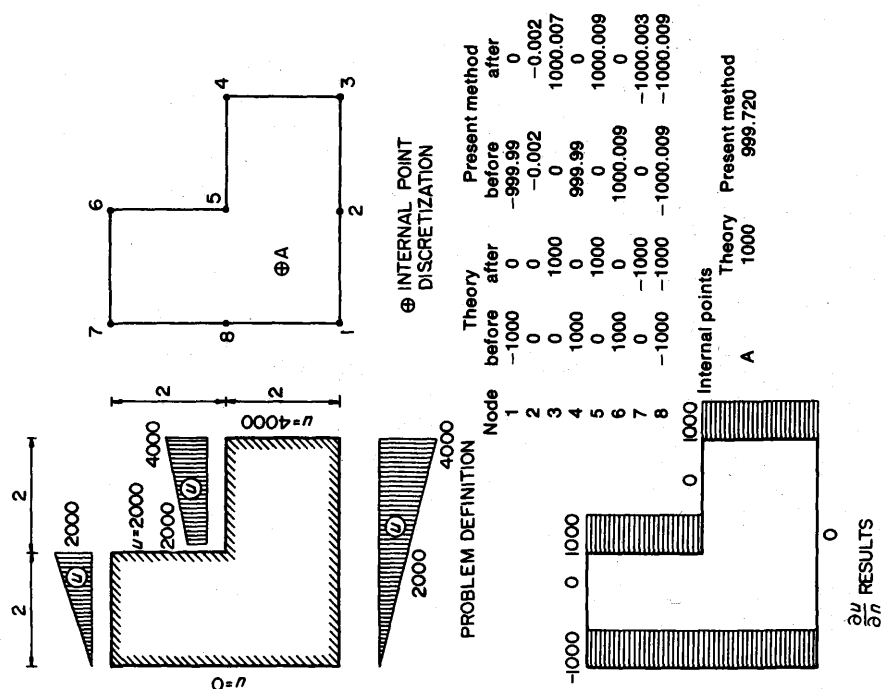 2
2
2000
u
u=2000
2000
4000
u
u=0
2
2
u=4000
u
2000
4000
PROBLEM DEFINITION
7
6
8
5
4
A
1
2
3
⊕ INTERNAL POINT
DISCRETIZATION
Theory Present method
Node before after before after
1 −1000 0 −999.99 0
2 0 0 −0.002 −0.002
3 0 1000 0 1000.007
4 1000 0 999.99 0
5 0 1000 0 1000.009
6 1000 0 1000.009 0
7 0 −1000 0 −1000.003
8 −1000 −1000 −1000.009 −1000.009
Internal points
Theory Present method
A 1000 999.720
−1000 0 1000
0 1000
0
∂u/∂n RESULTS